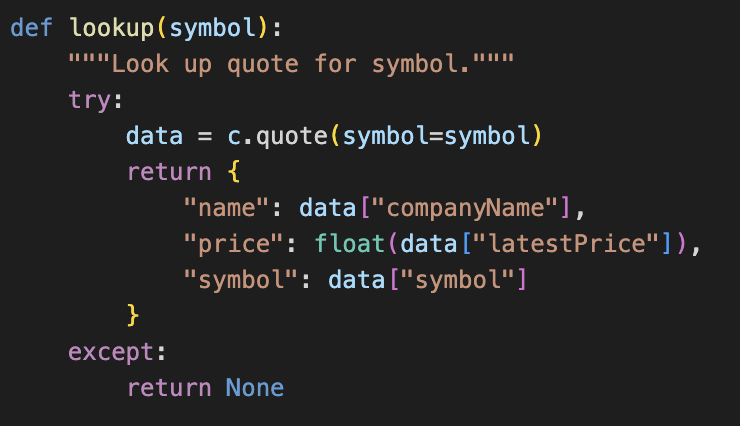 def lookup(symbol):
    """Look up quote for symbol."""
    try:
        data = c.quote(symbol=symbol)
        return {
            "name": data["companyName"],
            "price": float(data["latestPrice"]),
            "symbol": data["symbol"]
        }
    except:
        return None